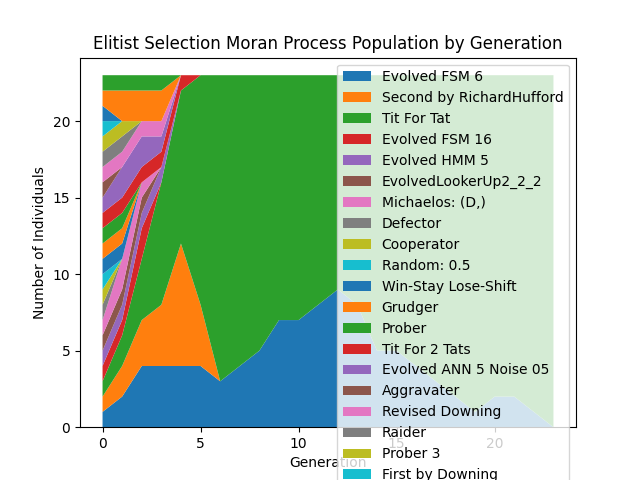 Elitist Selection Moran Process Population by Generation
Number of Individuals
20
15
10
5
0
0
5
10
15
20
Generation
Evolved FSM 6
Second by RichardHufford
Tit For Tat
Evolved FSM 16
Evolved HMM 5
EvolvedLookerUp2_2_2
Michaelos: (D,)
Defector
Cooperator
Random: 0.5
Win-Stay Lose-Shift
Grudger
Prober
Tit For 2 Tats
Evolved ANN 5 Noise 05
Aggravater
Revised Downing
Raider
Prober 3
First by Downing